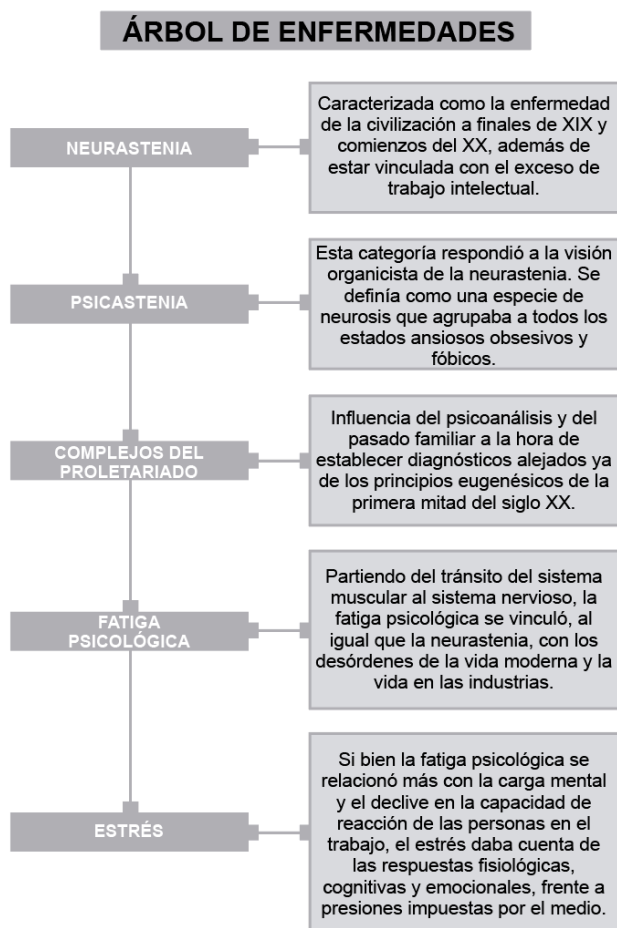 ÁRBOL DE ENFERMEDADES
NEURASTENIA
Caracterizada como la enfermedad
de la civilización a finales de XIX y
comienzos del XX, además de
estar vinculada con el exceso de
trabajo intelectual.
PSICASTENIA
Esta categoría respondió a la visión
organicista de la neurastenia. Se
definía como una especie de
neurosis que agrupaba a todos los
estados ansiosos obsesivos y
fóbicos.
COMPLEJOS DEL
PROLETARIADO
Influencia del psicoanálisis y del
pasado familiar a la hora de
establecer diagnósticos alejados ya
de los principios eugenésicos de la
primera mitad del siglo XX.
FATIGA
PSICOLÓGICA
Partiendo del tránsito del sistema
muscular al sistema nervioso, la
fatiga psicológica se vinculó, al
igual que la neurastenia, con los
desórdenes de la vida moderna y la
vida en las industrias.
ESTRÉS
Si bien la fatiga psicológica se
relacionó más con la carga mental
y el declive en la capacidad de
reacción de las personas en el
trabajo, el estrés daba cuenta de
las respuestas fisiológicas,
cognitivas y emocionales, frente a
presiones impuestas por el medio.